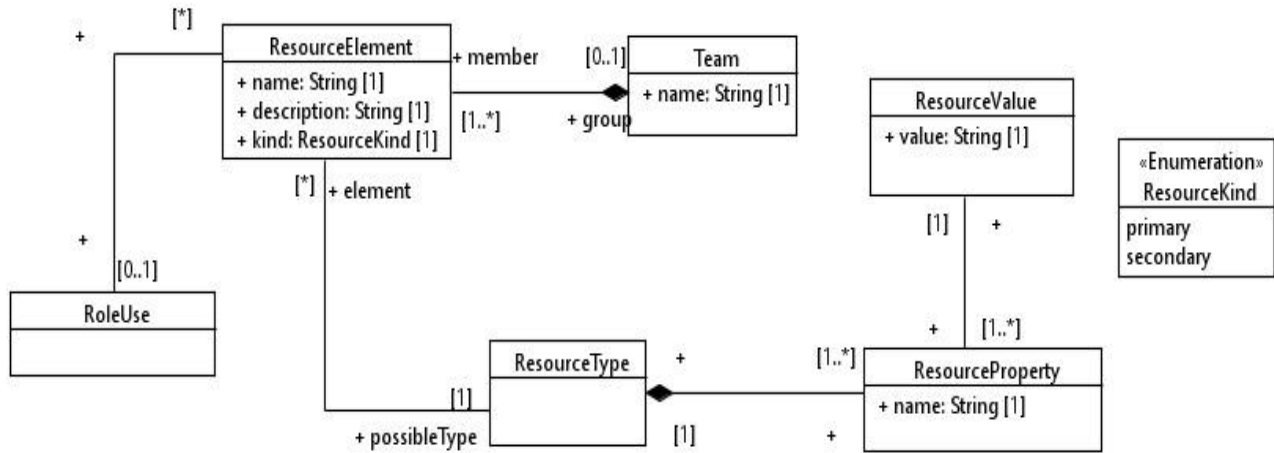 +
[*]
ResourceElement
+ name: String [1]
+ description: String [1]
+ kind: ResourceKind [1]
+ member
[0..1]
[1..*]
+ group
Team
+ name: String [1]
ResourceValue
+ value: String [1]
«Enumeration»
ResourceKind
primary
secondary
[*]
+ element
[1]
+
+
[0..1]
RoleUse
ResourceType
[1]
+ possibleType
+
[1]
[1..*]
+
+
[1..*]
ResourceProperty
+ name: String [1]